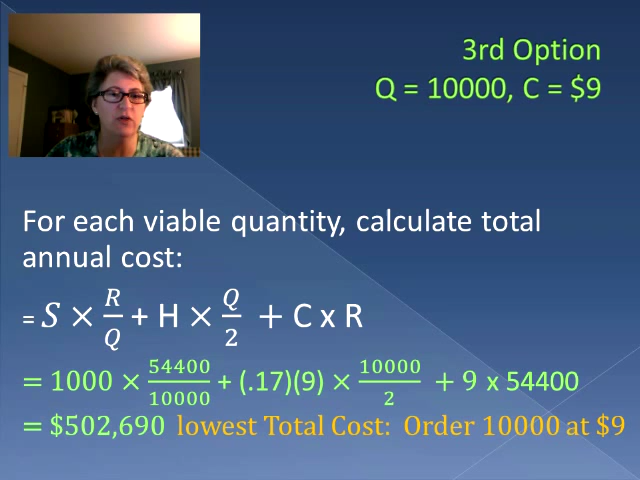 3rd Option
Q = 10000, C = $9
For each viable quantity, calculate total
annual cost:
= S × R/Q + H × Q/2 + C x R
= 1000 × 54400/10000 + (.17)(9) × 10000/2 + 9 x 54400
= $502,690 lowest Total Cost: Order 10000 at $9